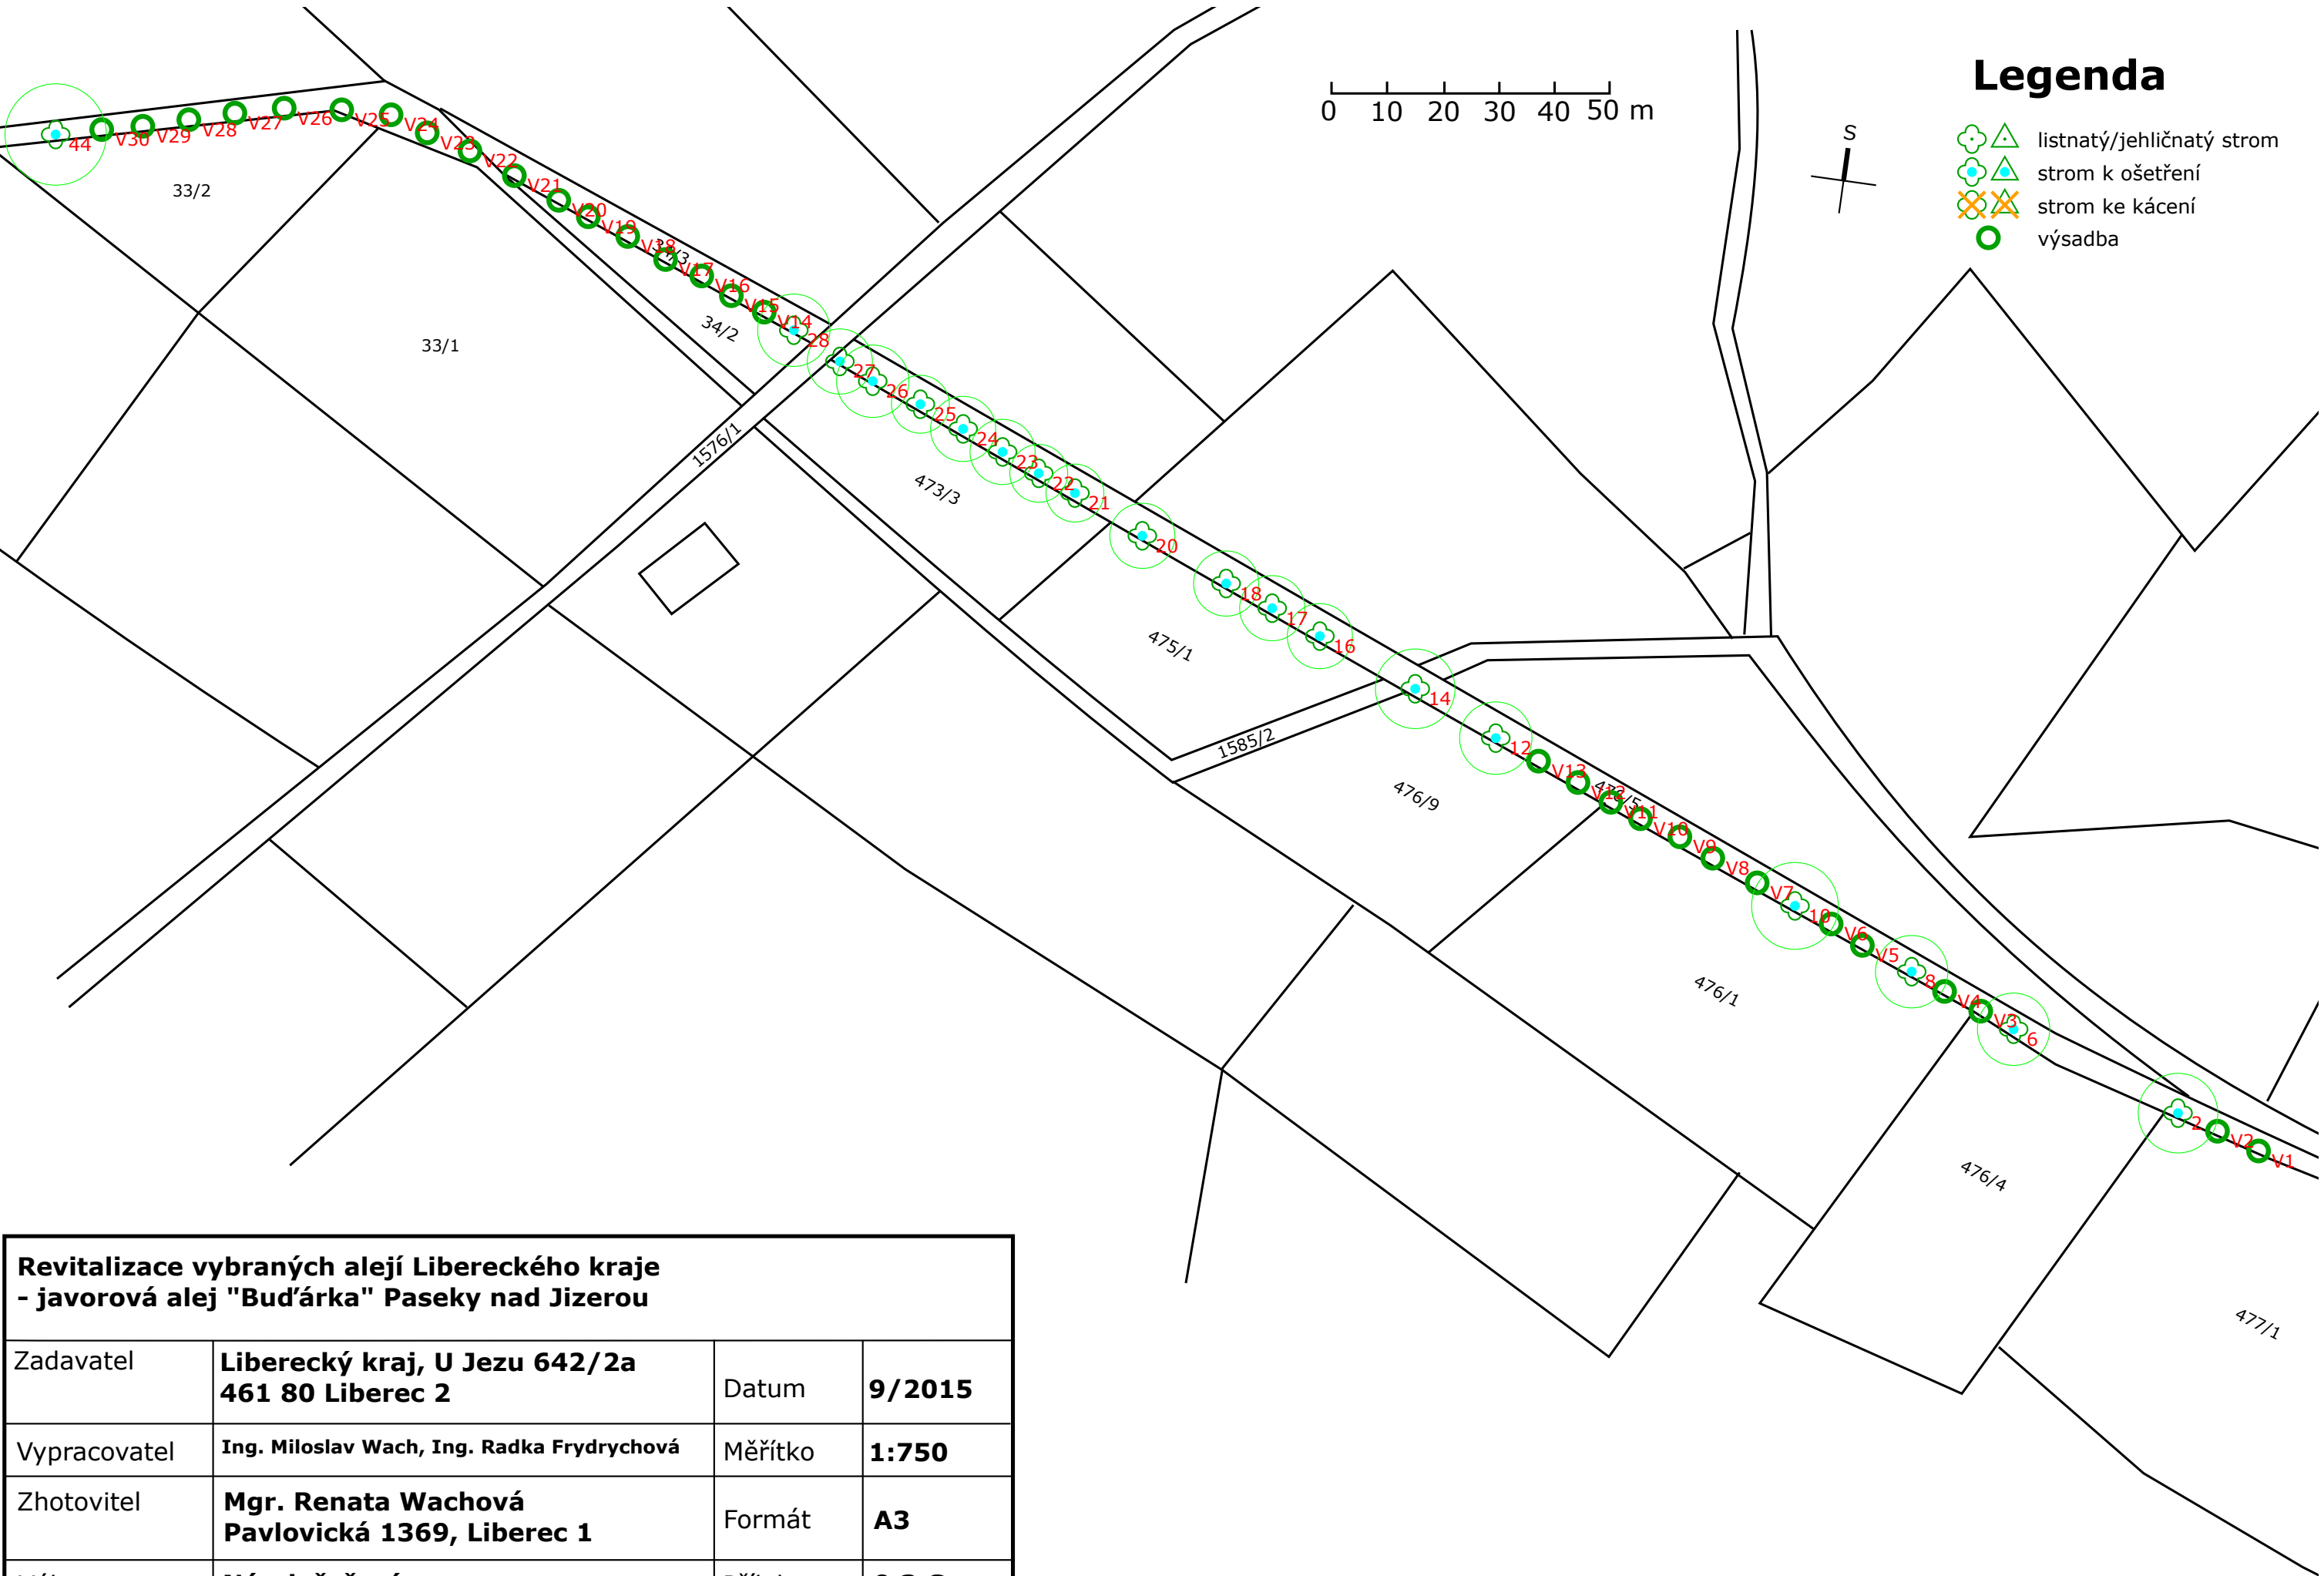 Legenda
0 10 20 30 40 50 m
S
listnatý/jehličnatý strom
strom k ošetření
strom ke kácení
výsadba
44
V30
V29
V28
V27
V26
V25
V24
V23
V22
V21
V20
V19
V18
V17
V16
V15
V14
28
27
26
25
24
23
22
21
20
18
17
16
14
12
V13
V12
V11
V10
V9
V8
V7
10
V6
V5
8
V4
V3
6
2
V2
V1
33/2
33/1
34/2
1576/1
473/3
475/1
1585/2
476/9
476/1
476/4
477/1
Revitalizace vybraných alejí Libereckého kraje
- javorová alej "Buďárka" Paseky nad Jizerou
Zadavatel
Liberecký kraj, U Jezu 642/2a
461 80 Liberec 2
Datum
9/2015
Vypracovatel
Ing. Miloslav Wach, Ing. Radka Frydrychová
Měřítko
1:750
Zhotovitel
Mgr. Renata Wachová
Pavlovická 1369, Liberec 1
Formát
A3